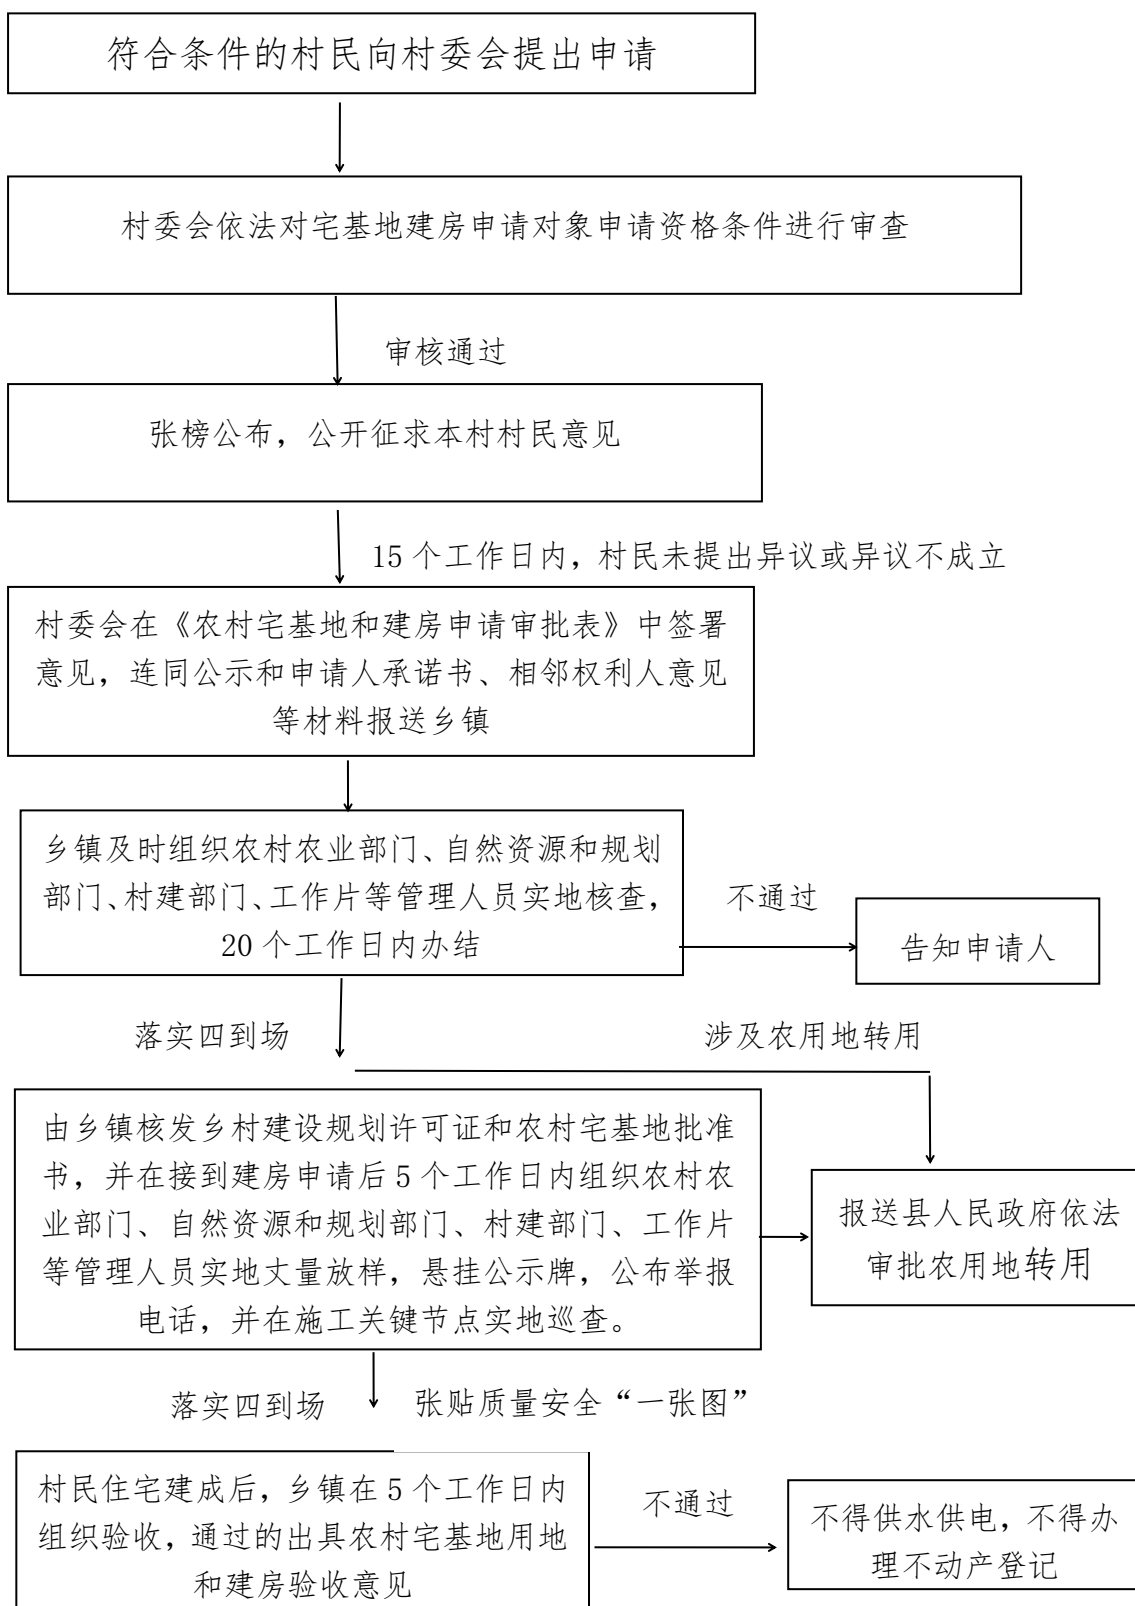 符合条件的村民向村委会提出申请
村委会依法对宅基地建房申请对象申请资格条件进行审查
审核通过
张榜公布，公开征求本村村民意见
15 个工作日内，村民未提出异议或异议不成立
村委会在《农村宅基地和建房申请审批表》中签署
意见，连同公示和申请人承诺书、相邻权利人意见
等材料报送乡镇
乡镇及时组织农村农业部门、自然资源和规划
部门、村建部门、工作片等管理人员实地核查，
20 个工作日内办结
不通过
告知申请人
落实四到场
涉及农用地转用
由乡镇核发乡村建设规划许可证和农村宅基地批准
书，并在接到建房申请后 5 个工作日内组织农村农
业部门、自然资源和规划部门、村建部门、工作片
等管理人员实地丈量放样，悬挂公示牌，公布举报
电话，并在施工关键节点实地巡查。
报送县人民政府依法
审批农用地转用
落实四到场
张贴质量安全“一张图”
村民住宅建成后，乡镇在 5 个工作日内
组织验收，通过的出具农村宅基地用地
和建房验收意见
不通过
不得供水供电，不得办
理不动产登记